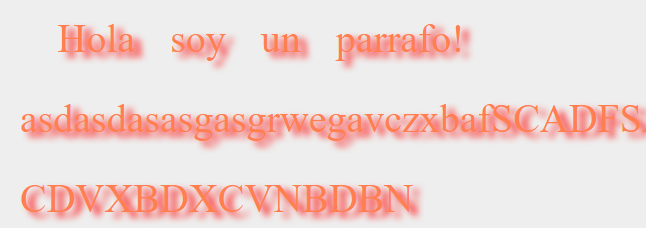 Hola soy un parrafo!
asdasdasasgasgrwegavczxbafSCADFS
CDVXBDXCVNBDBN